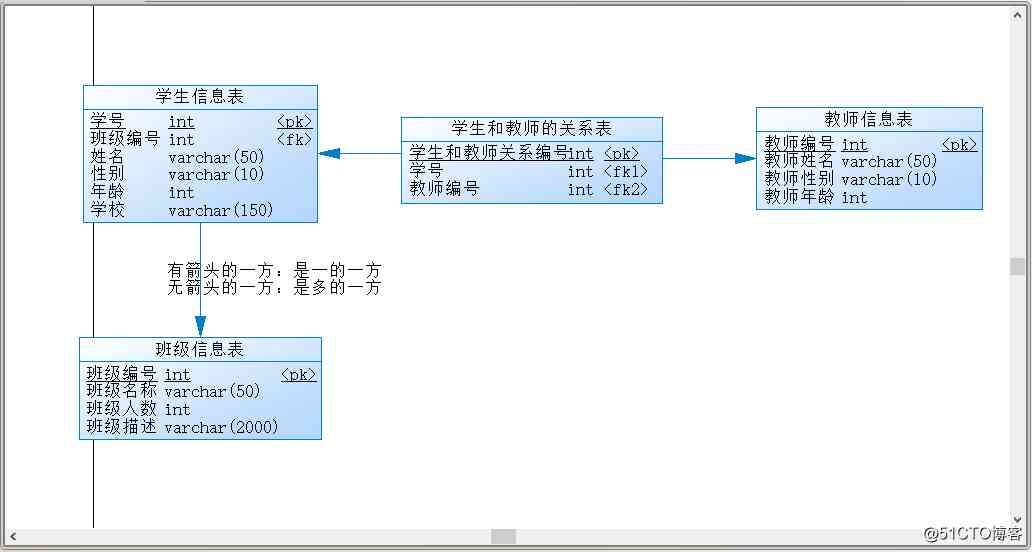 学生信息表
学号 int <pk>
班级编号 int <fk>
姓名 varchar(50)
性别 varchar(10)
年龄 int
学校 varchar(150)
学生和教师的关系表
学生和教师关系编号int <pk>
学号 int <fk1>
教师编号 int <fk2>
教师信息表
教师编号 int <pk>
教师姓名 varchar(50)
教师性别 varchar(10)
教师年龄 int
有箭头的一方：是一的一方
无箭头的一方：是多的一方
班级信息表
班级编号 int <pk>
班级名称 varchar(50)
班级人数 int
班级描述 varchar(2000)
@51CTO博客